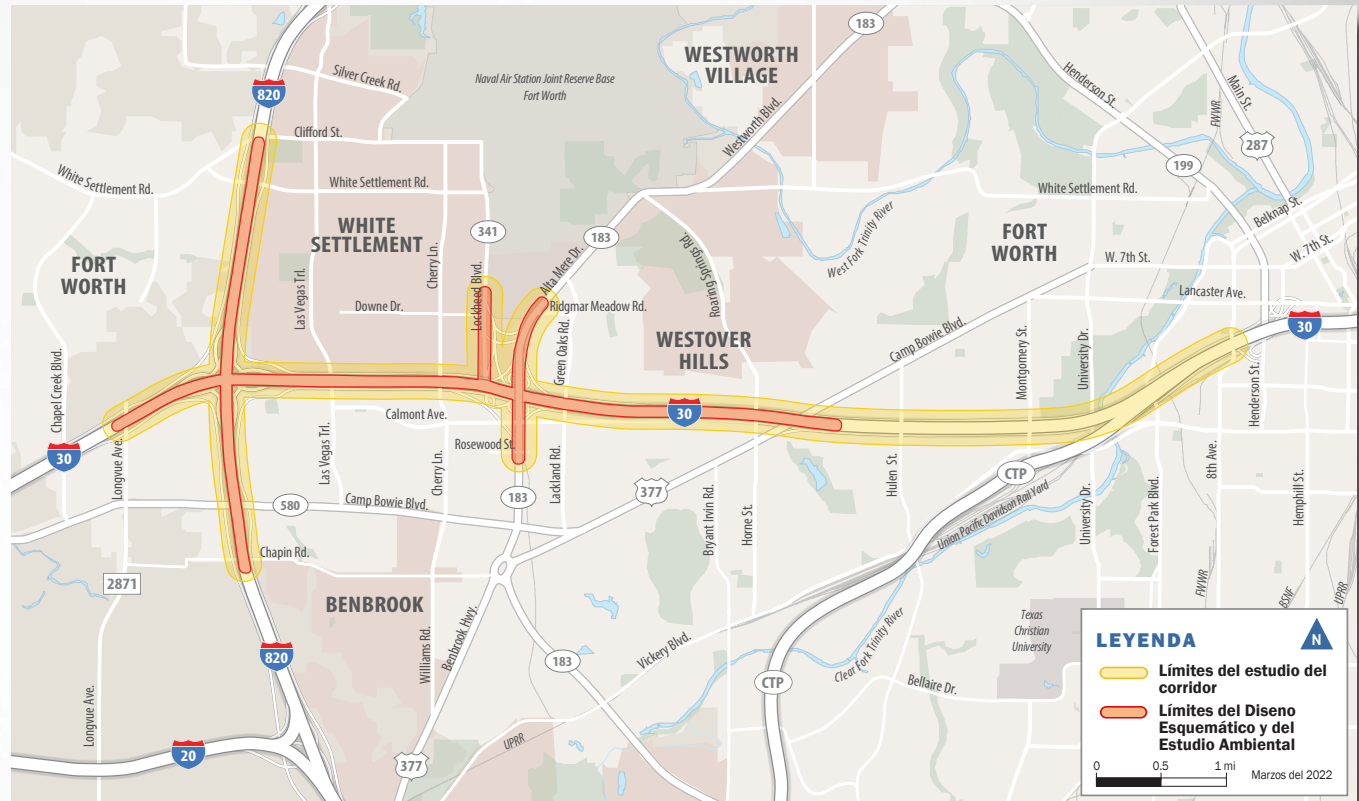 183
WESTWORTH
VILLAGE
Silver Creek Rd.
Naval Air Station Joint Reserve Base
Fort Worth
Henderson St.
Main St.
FWWR
820
287
Clifford St.
Westworth Blvd.
199
White Settlement Rd.
White Settlement Rd.
White Settlement Rd.
Belknap St.
WHITE
SETTLEMENT
341
183
Roaring Springs Rd.
West Fork Trinity River
FORT
WORTH
W. 7th St.
W. 7th St.
FORT
WORTH
Las Vegas Trl.
Cherry Ln.
Lockheed Blvd.
Alta Mere Dr.
Lancaster Ave.
Downe Dr.
Ridgmar Meadow Rd.
30
WESTOVER
HILLS
Camp Bowie Blvd.
Montgomery St.
University Dr.
Green Oaks Rd.
Henderson St.
Chapel Creek Blvd.
Calmont Ave.
30
Rosewood St.
30
Longvue Ave.
Las Vegas Trl.
Cherry Ln.
Lackland Rd.
Hulen St.
CTP
8th Ave.
Hemphill St.
580
Camp Bowie Blvd.
183
377
Bryant Irvin Rd.
Horne St.
Union Pacific Davidson Rail Yard
University Dr.
Forest Park Blvd.
Chapin Rd.
2871
FWWR
BSNF
UPRR
BENBROOK
Texas
Christian
University
820
Williams Rd.
Benbrook Hwy.
183
Vickery Blvd.
Clear Fork Trinity River
CTP
Bellaire Dr.
Longvue Ave.
UPRR
20
377
LEYENDA
N
Límites del estudio del
corridor
Límites del Diseno
Esquemático y del
Estudio Ambiental
0 0.5 1 mi
Marzos del 2022